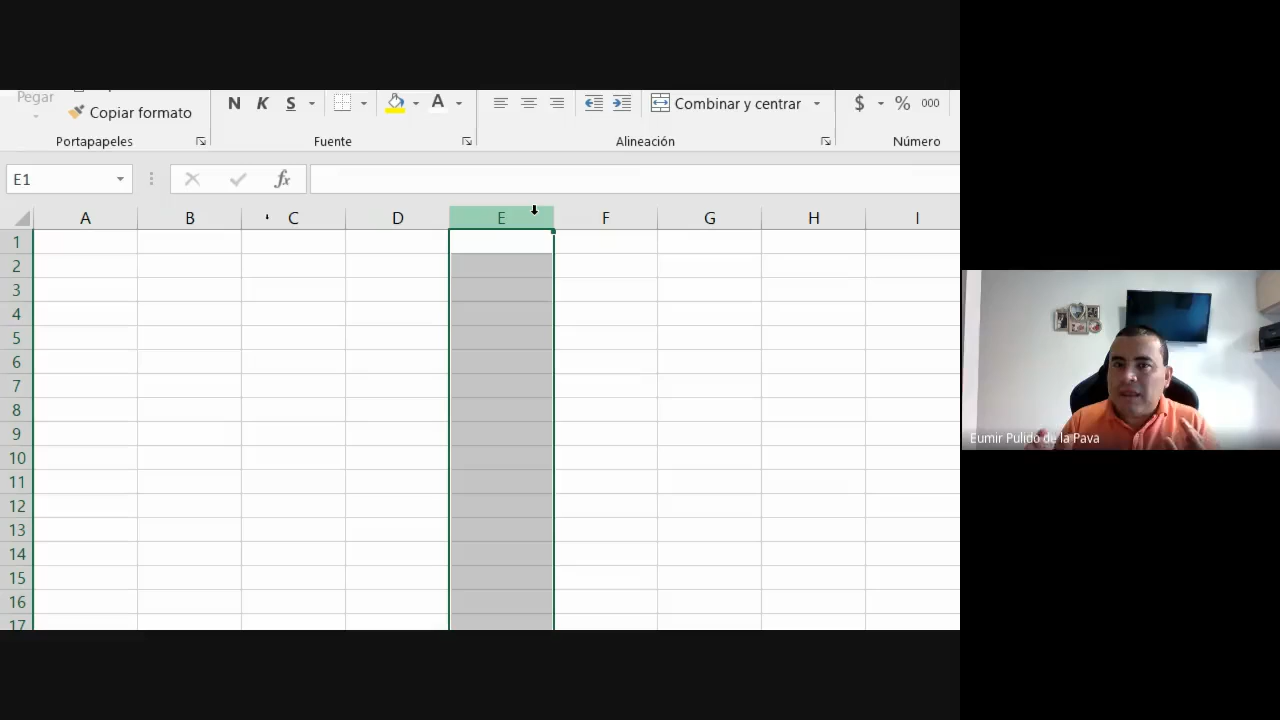 Pegar
Copiar formato
N K S A
Combinar y centrar
$ % 000
Portapapeles
Fuente
Alineación
Número
E1
fx
A B C D E F G H I
1
2
3
4
5
6
7
8
9
10
11
12
13
14
15
16
17
Eumir Pulido de la Pava